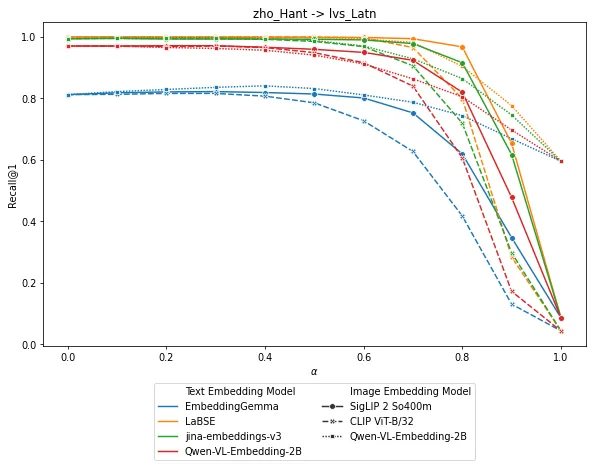 zho_Hant -> lvs_Latn
1.0
0.8
0.6
0.4
0.2
0.0
Recall@1
0.0 0.2 0.4 0.6 0.8 1.0
α
Text Embedding Model Image Embedding Model
EmbeddingGemma SigLIP 2 So400m
LaBSE CLIP ViT-B/32
jina-embeddings-v3 Qwen-VL-Embedding-2B
Qwen-VL-Embedding-2B